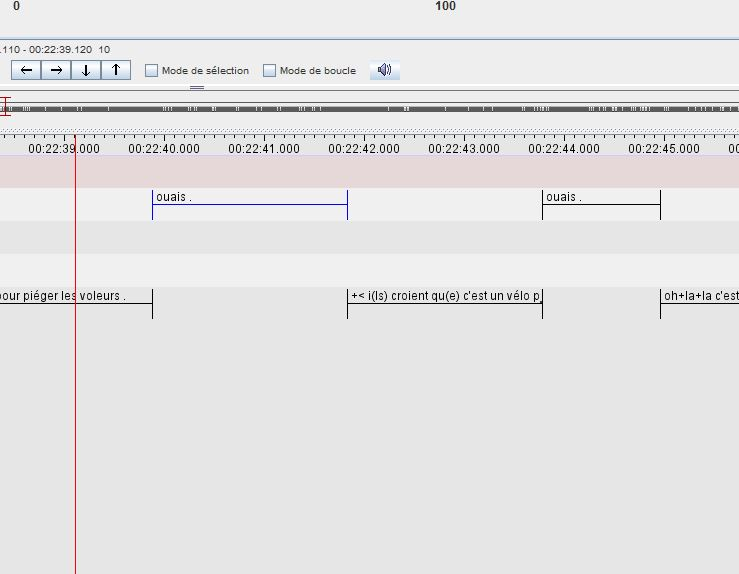 0 100
.110 - 00:22:39.120 10
Mode de sélection Mode de boucle
00:22:39.000 00:22:40.000 00:22:41.000 00:22:42.000 00:22:43.000 00:22:44.000 00:22:45.000 00
ouais . ouais .
pour piéger les voleurs . +< i(ls) croient qu(e) c'est un vélo p oh+la+la c'est